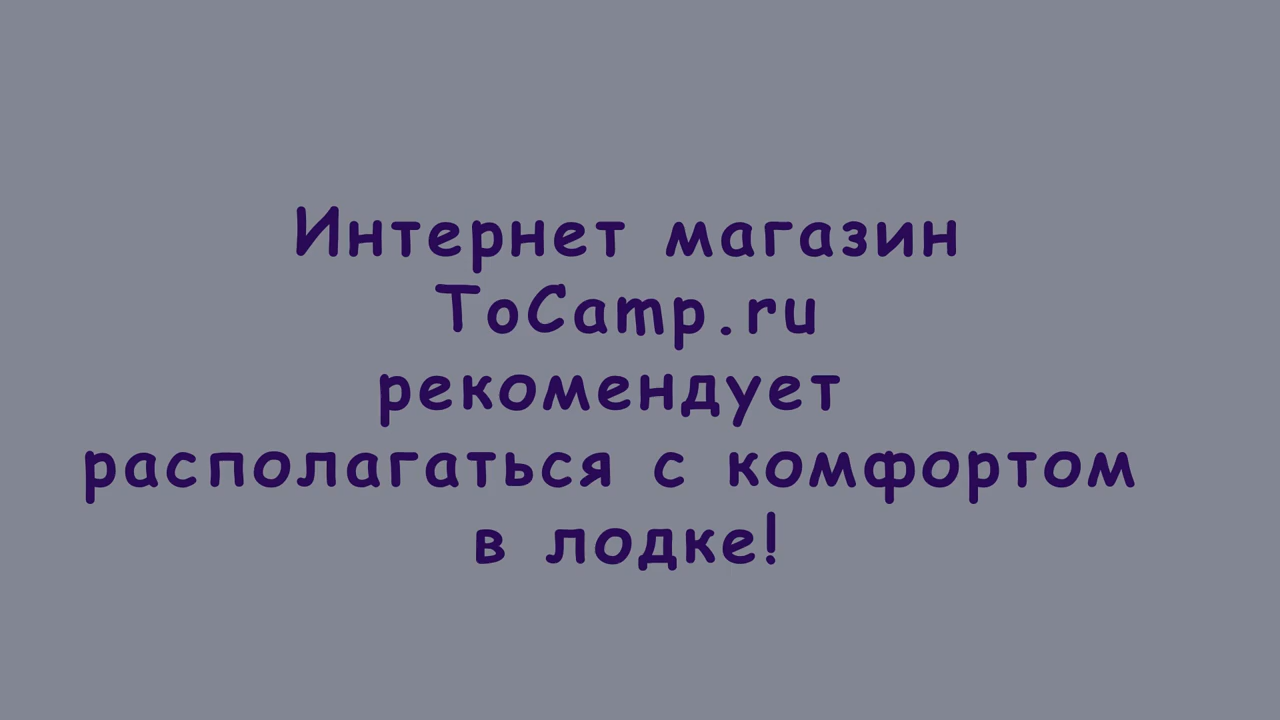 Интернет магазин
ToCamp.ru
рекомендует
располагаться с комфортом
в лодке!